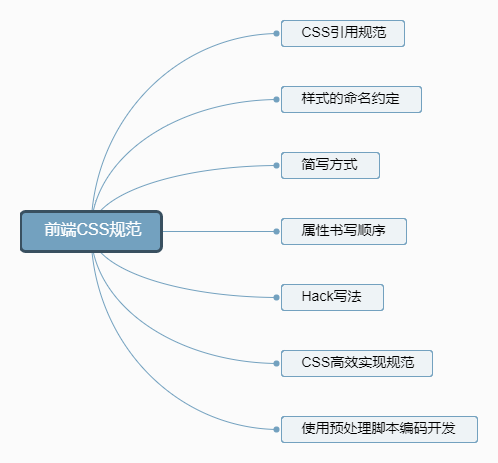 CSS引用规范
样式的命名约定
简写方式
前端CSS规范
属性书写顺序
Hack写法
CSS高效实现规范
使用预处理脚本编码开发